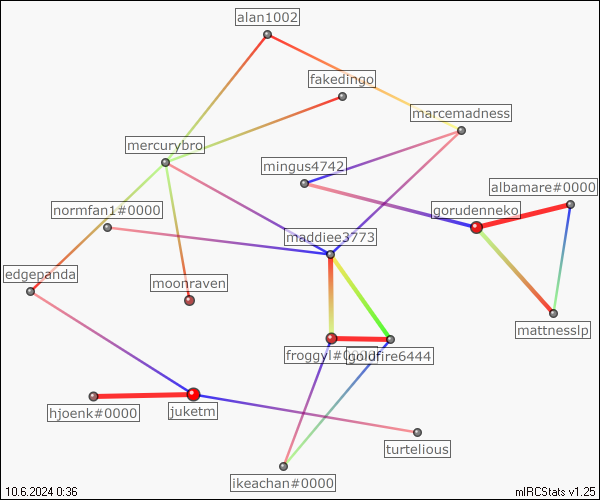 alan1002
fakedingo
marcemadness
mercurybro
mingus4742
albamare#0000
normfan1#0000
gorudenneko
maddiee3773
edgepanda
moonraven
mattnesslp
froggyl#0000
goldfire6444
hjoenk#0000
juketm
turtelious
ikeachan#0000
10.6.2024 0:36
mIRCStats v1.25